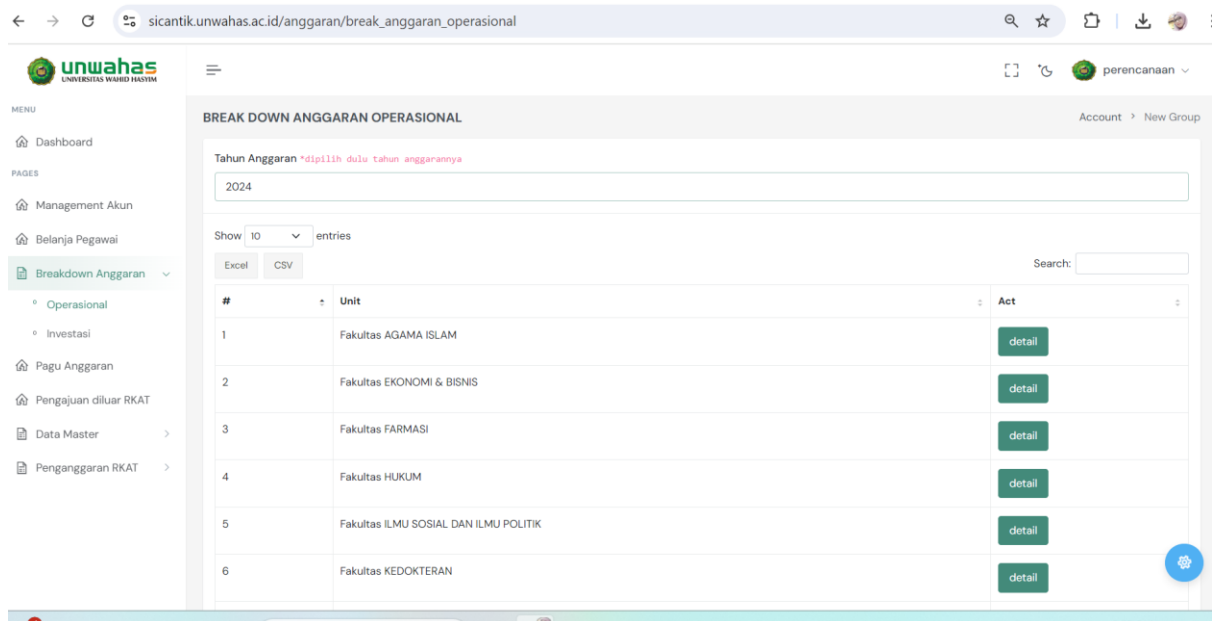 sicantik.unwahas.ac.id/anggaran/break_anggaran_operasional
unwahas
UNIVERSITAS WAHID HASYIM
perencanaan
MENU
Dashboard
PAGES
Management Akun
Belanja Pegawai
Breakdown Anggaran
Operasional
Investasi
Pagu Anggaran
Pengajuan diluar RKAT
Data Master
Penganggaran RKAT
BREAK DOWN ANGGARAN OPERASIONAL
Account > New Group
Tahun Anggaran *dipilih dulu tahun anggarannya
2024
Show 10 entries
Excel CSV
Search:
# Unit Act
1 Fakultas AGAMA ISLAM detail
2 Fakultas EKONOMI & BISNIS detail
3 Fakultas FARMASI detail
4 Fakultas HUKUM detail
5 Fakultas ILMU SOSIAL DAN ILMU POLITIK detail
6 Fakultas KEDOKTERAN detail